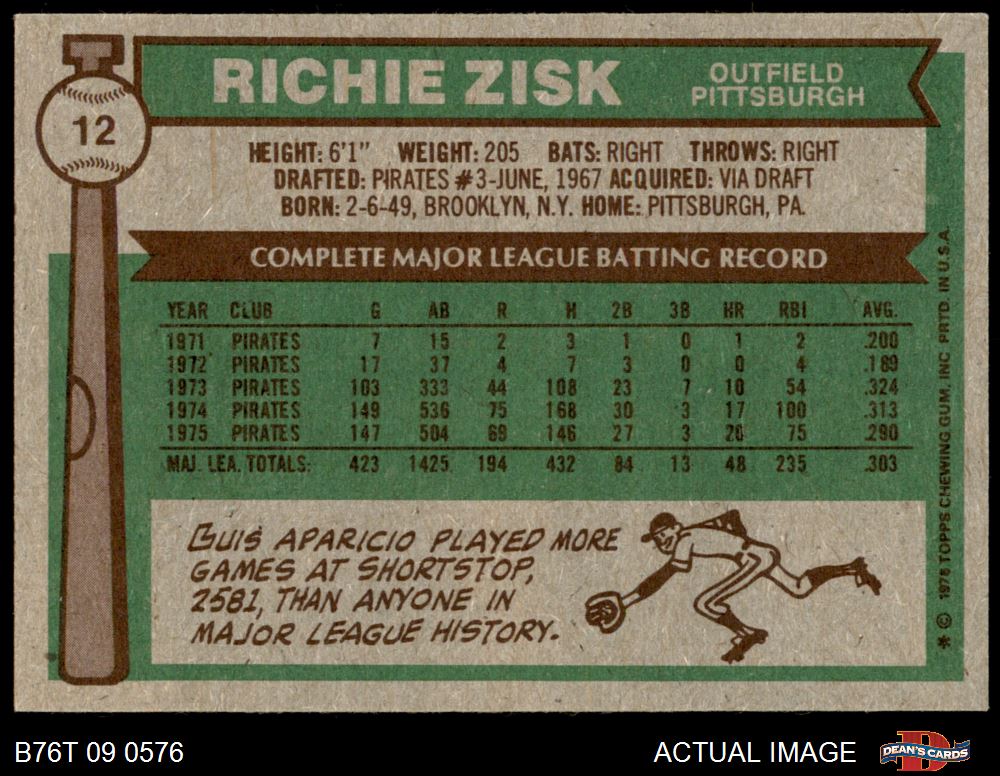 12
RICHIE ZISK
OUTFIELD
PITTSBURGH
HEIGHT: 6'1" WEIGHT: 205 BATS: RIGHT THROWS: RIGHT
DRAFTED: PIRATES #3-JUNE, 1967 ACQUIRED: VIA DRAFT
BORN: 2-6-49, BROOKLYN, N.Y. HOME: PITTSBURGH, PA.
COMPLETE MAJOR LEAGUE BATTING RECORD
YEAR CLUB G AB R H 2B 3B HR RBI AVG.
1971 PIRATES 7 15 2 3 1 0 1 2 .200
1972 PIRATES 17 37 4 7 3 0 0 4 .189
1973 PIRATES 103 333 44 108 23 7 10 54 .324
1974 PIRATES 149 536 75 168 30 3 17 100 .313
1975 PIRATES 147 504 69 146 27 3 20 75 .290
MAJ. LEA. TOTALS: 423 1425 194 432 84 13 48 235 .303
LUIS APARICIO PLAYED MORE
GAMES AT SHORTSTOP,
2581, THAN ANYONE IN
MAJOR LEAGUE HISTORY.
* © 1976 TOPPS CHEWING GUM, INC. PRTD. IN U.S.A.
B76T 09 0576
ACTUAL IMAGE
D
DEAN'S CARDS